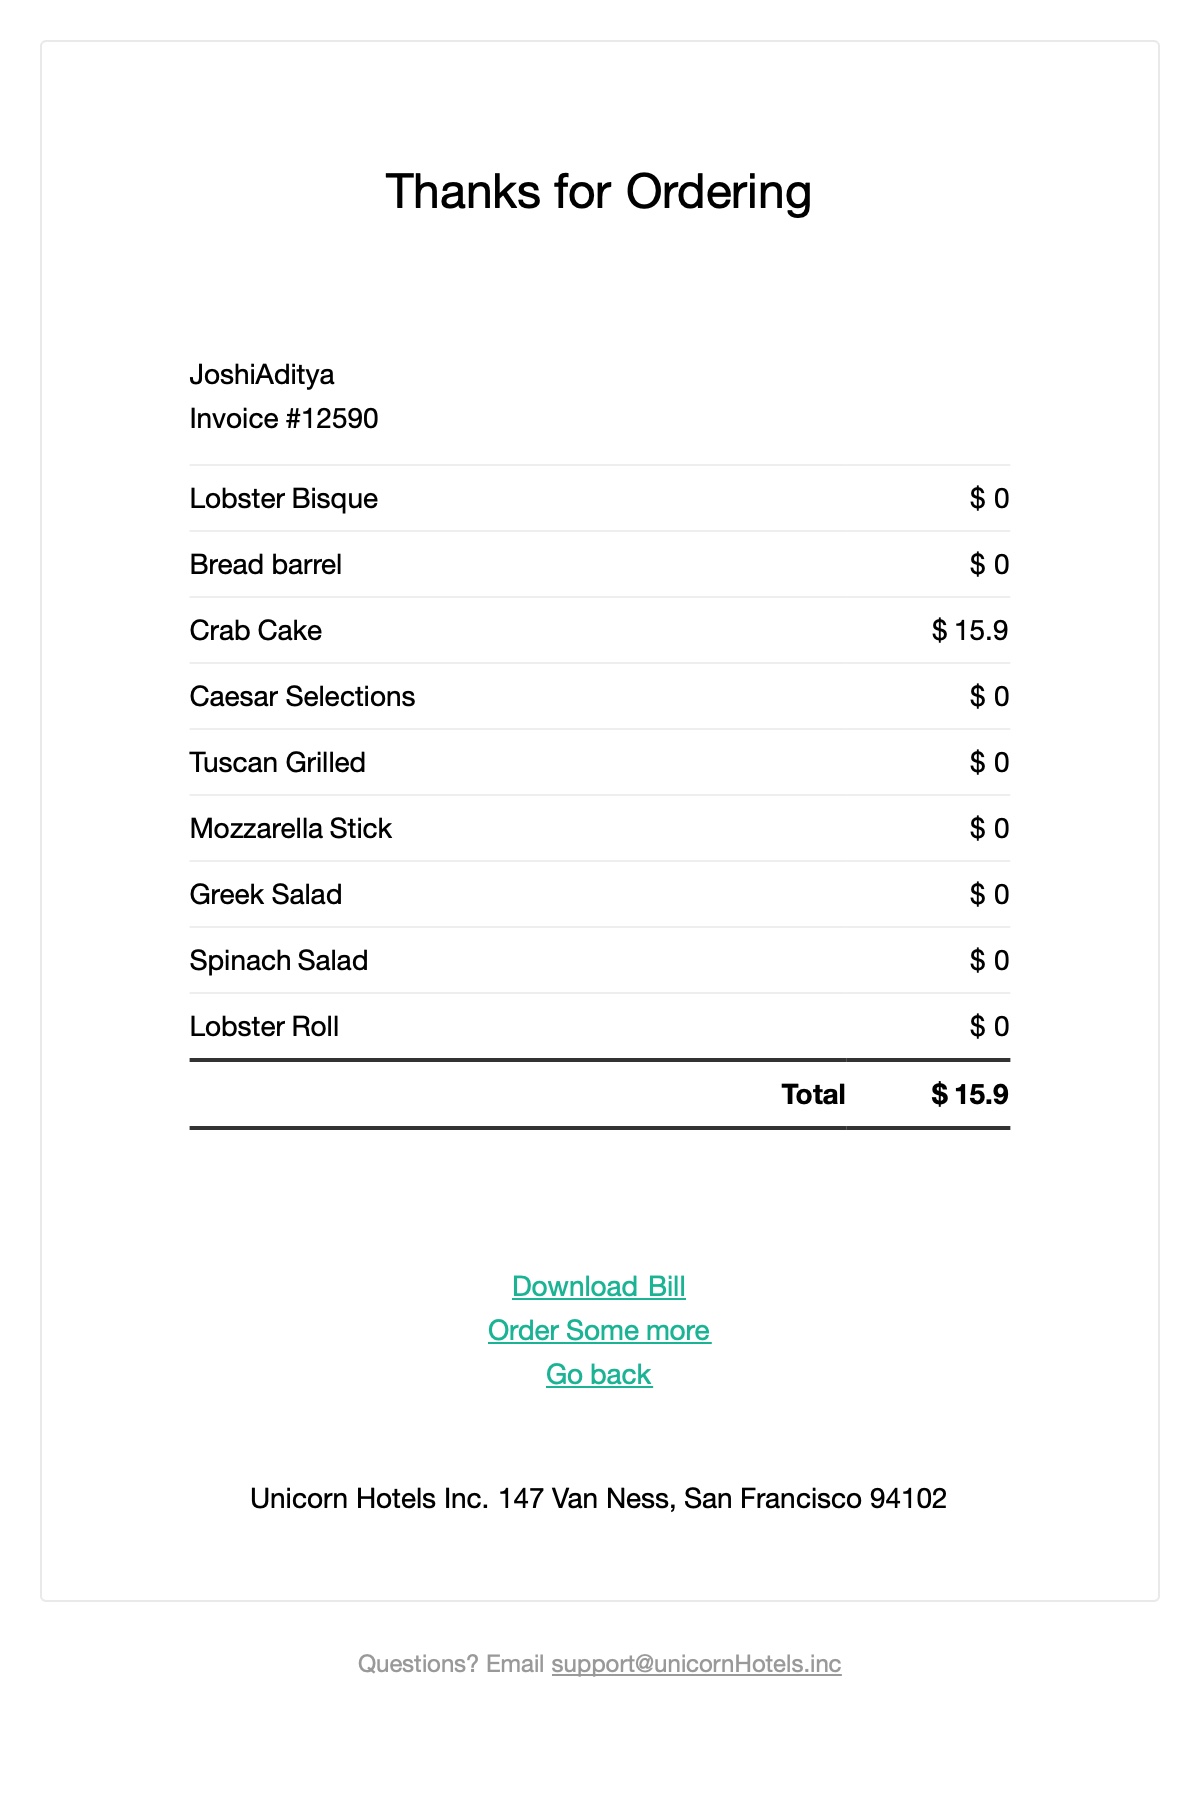 Thanks for Ordering
JoshiAditya
Invoice #12590
Lobster Bisque $ 0
Bread barrel $ 0
Crab Cake $ 15.9
Caesar Selections $ 0
Tuscan Grilled $ 0
Mozzarella Stick $ 0
Greek Salad $ 0
Spinach Salad $ 0
Lobster Roll $ 0
Total $ 15.9
Download Bill
Order Some more
Go back
Unicorn Hotels Inc. 147 Van Ness, San Francisco 94102
Questions? Email support@unicornHotels.inc